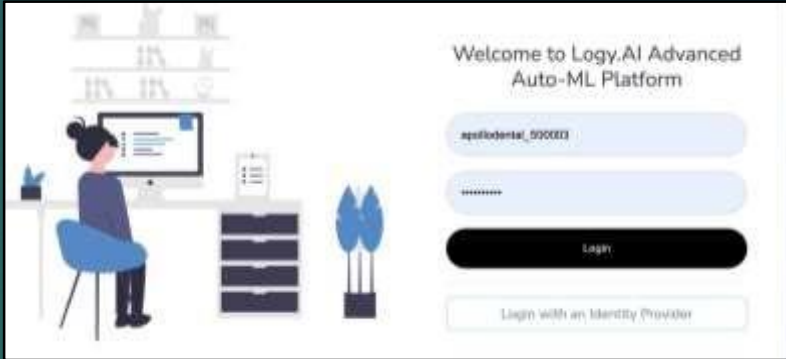 Welcome to Logy.AI Advanced
Auto-ML Platform
apollodental_500003
••••••••••
Login
Login with an Identity Provider